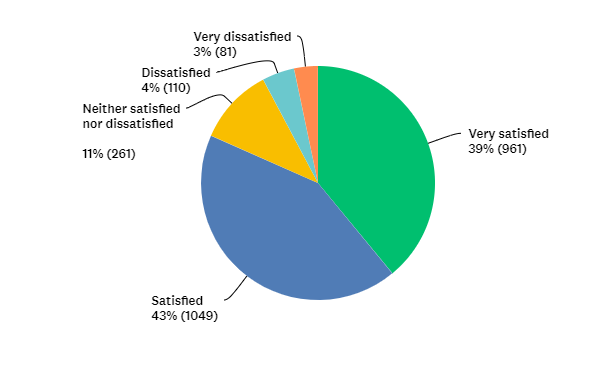 Very dissatisfied
3% (81)
Dissatisfied
4% (110)
Neither satisfied
nor dissatisfied
11% (261)
Very satisfied
39% (961)
Satisfied
43% (1049)